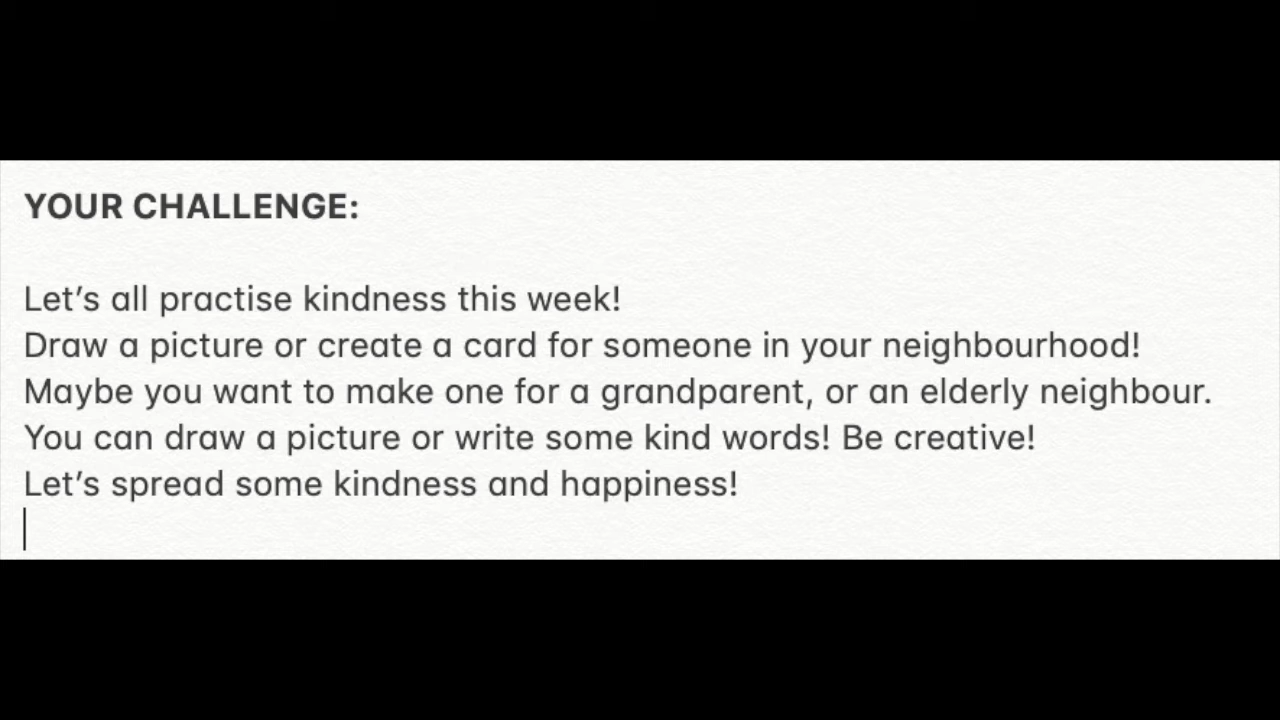 YOUR CHALLENGE:
Let’s all practise kindness this week!
Draw a picture or create a card for someone in your neighbourhood!
Maybe you want to make one for a grandparent, or an elderly neighbour.
You can draw a picture or write some kind words! Be creative!
Let’s spread some kindness and happiness!